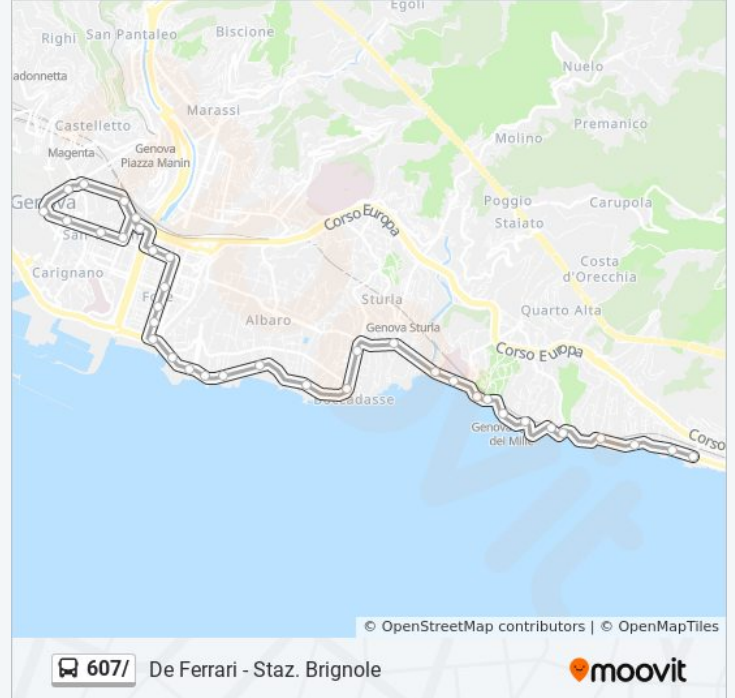 Egoli
Righi
San Pantaleo
Biscione
Nuelo
adonnetta
Marassi
Castelletto
Premanico
Molino
Magenta
Genova
Piazza Manin
Genova
Poggio
Carupola
Staiato
Corso Europa
San
Carignano
Costa
d'Orecchia
Foce
Sturla
Quarto Alta
Albaro
Genova Sturla
Corso Europa
Boccadasse
Genova
dei Mille
Corso
© OpenStreetMap contributors | © OpenMapTiles
607/ De Ferrari - Staz. Brignole
moovit